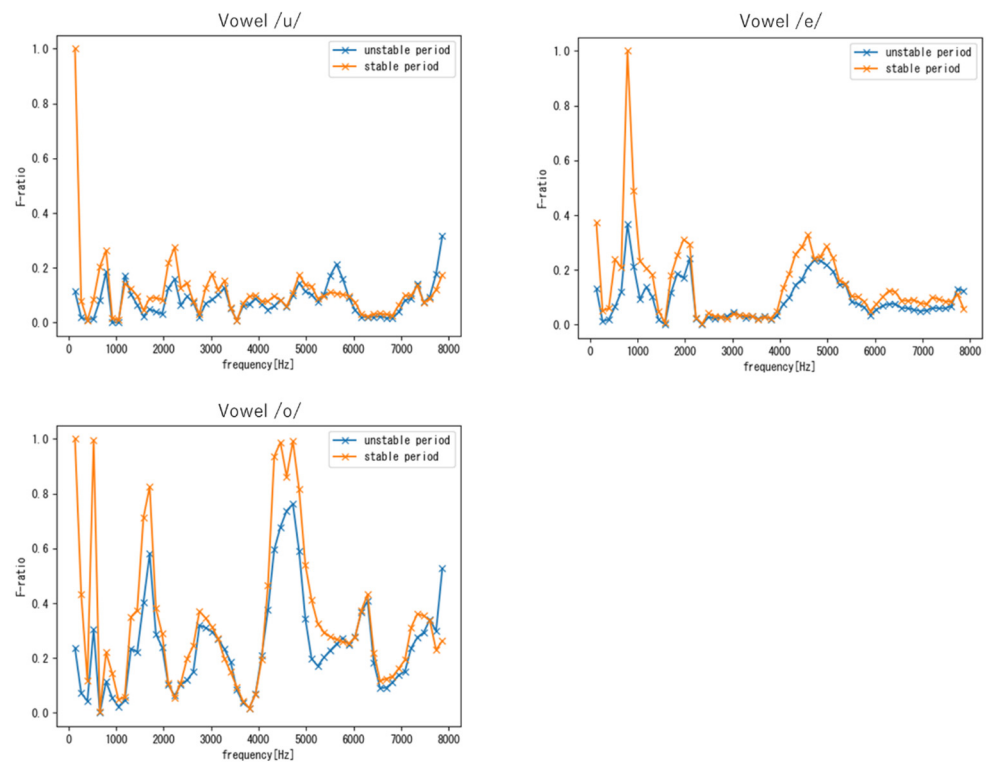 Vowel /u/
unstable period
stable period
F-ratio
1.0
0.8
0.6
0.4
0.2
0.0
0 1000 2000 3000 4000 5000 6000 7000 8000
frequency[Hz]
Vowel /e/
unstable period
stable period
F-ratio
1.0
0.8
0.6
0.4
0.2
0.0
0 1000 2000 3000 4000 5000 6000 7000 8000
frequency[Hz]
Vowel /o/
unstable period
stable period
F-ratio
1.0
0.8
0.6
0.4
0.2
0.0
0 1000 2000 3000 4000 5000 6000 7000 8000
frequency[Hz]